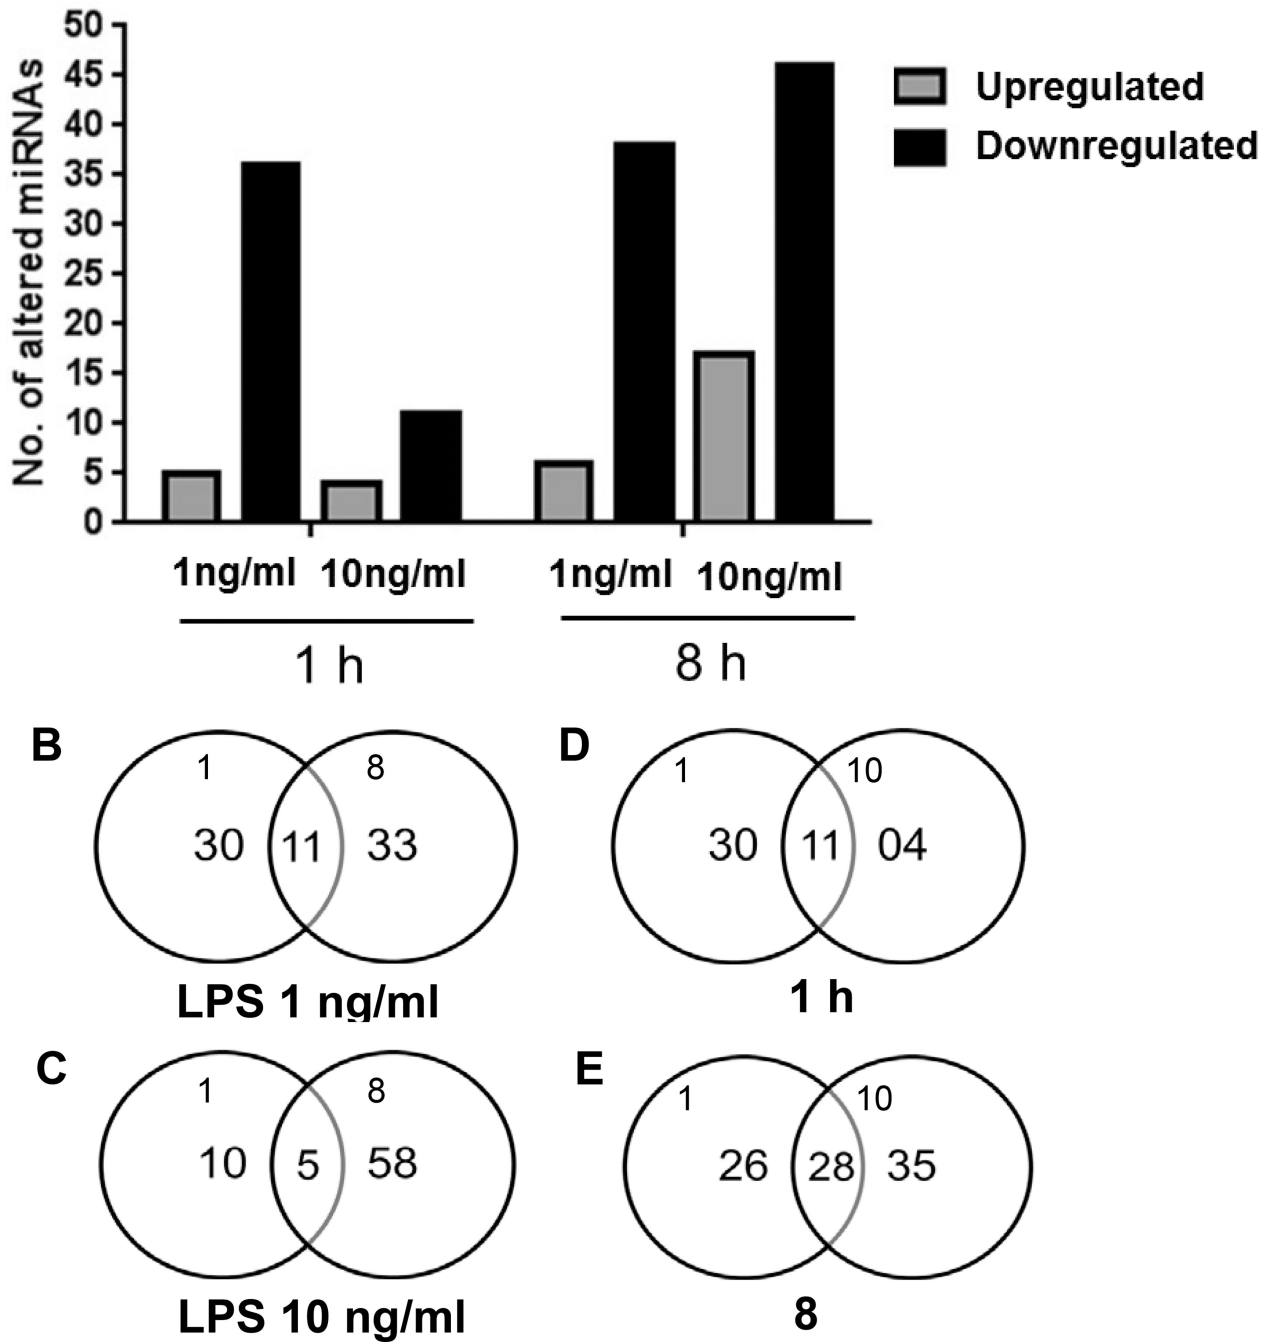 50
45
40
35
30
25
20
15
10
5
0
No. of altered miRNAs
Upregulated
Downregulated
1ng/ml 10ng/ml 1ng/ml 10ng/ml
1 h 8 h
B
1 8
30 11 33
LPS 1 ng/ml
D
1 10
30 11 04
1 h
C
1 8
10 5 58
LPS 10 ng/ml
E
1 10
26 28 35
8